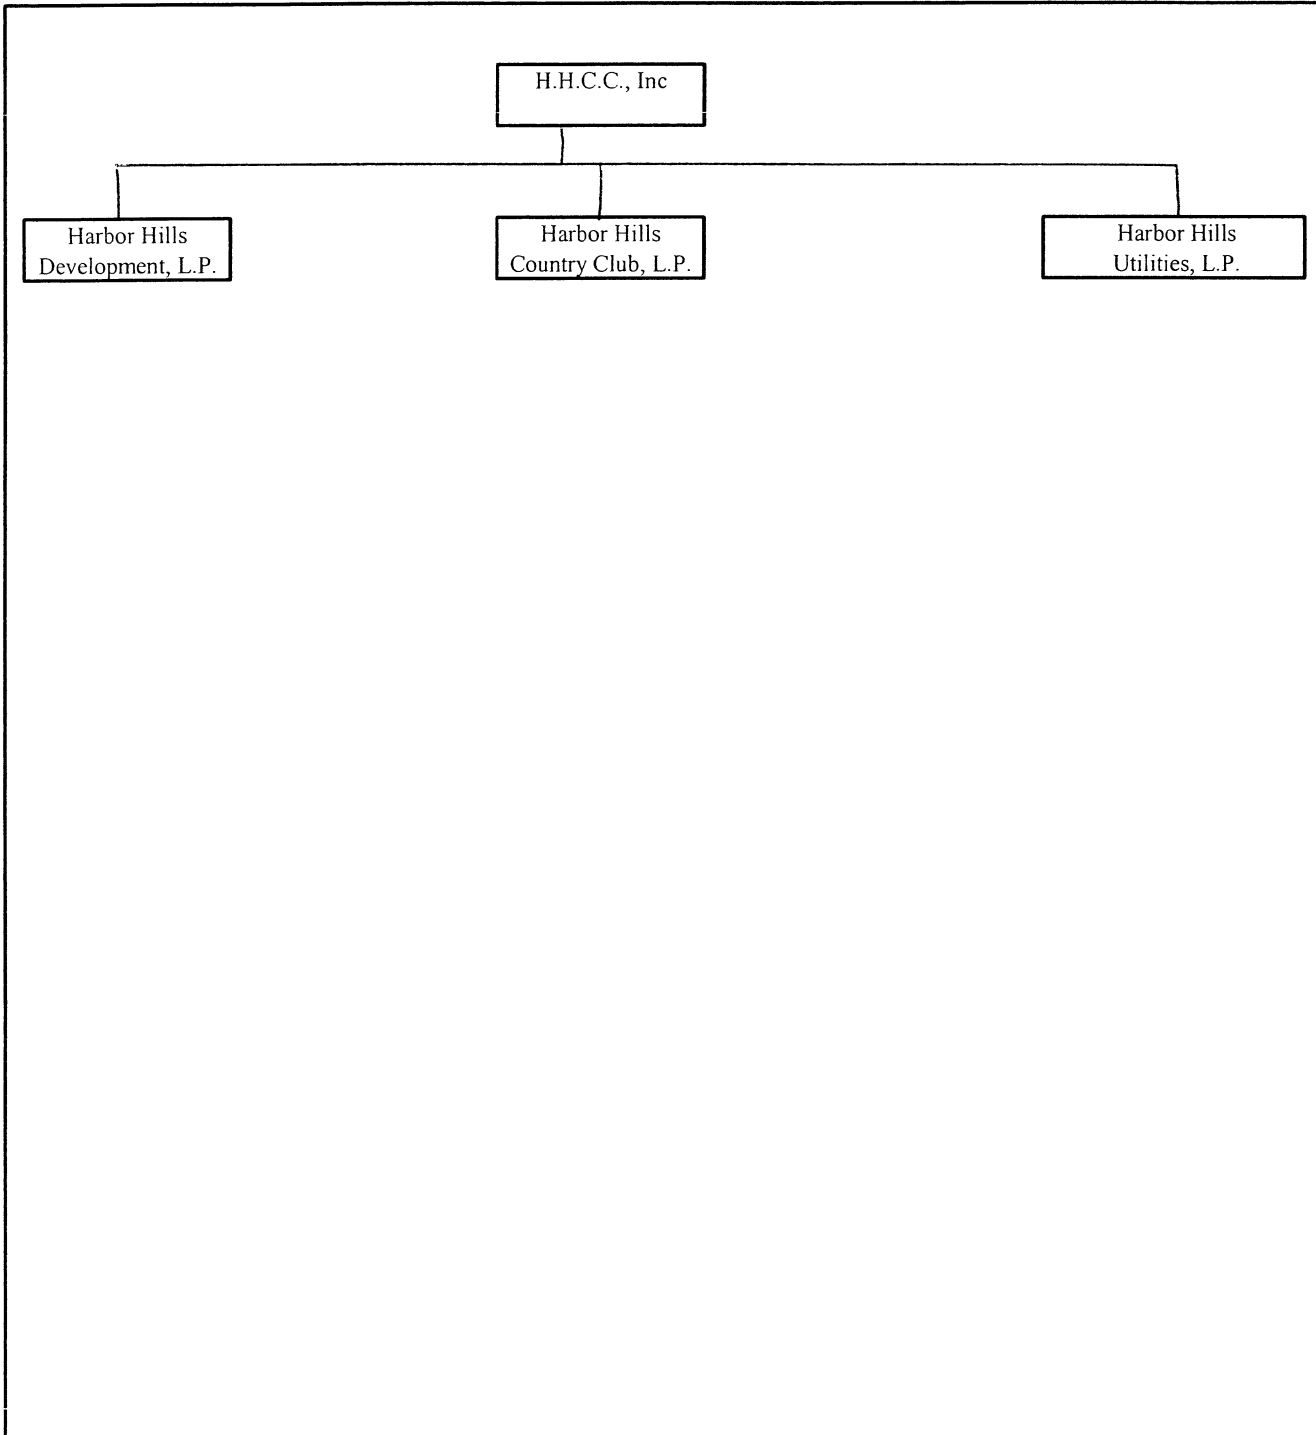 H.H.C.C., Inc
Harbor Hills
Development, L.P.
Harbor Hills
Country Club, L.P.
Harbor Hills
Utilities, L.P.